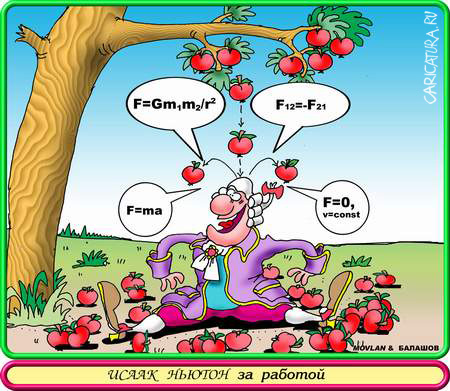 CARICATURA.RU
F=Gm₁m₂/r²
F₁₂=-F₂₁
F=ma
F=0,
v=const
MOVLAN & БАЛАШОВ
ИСААК НЬЮТОН за работой